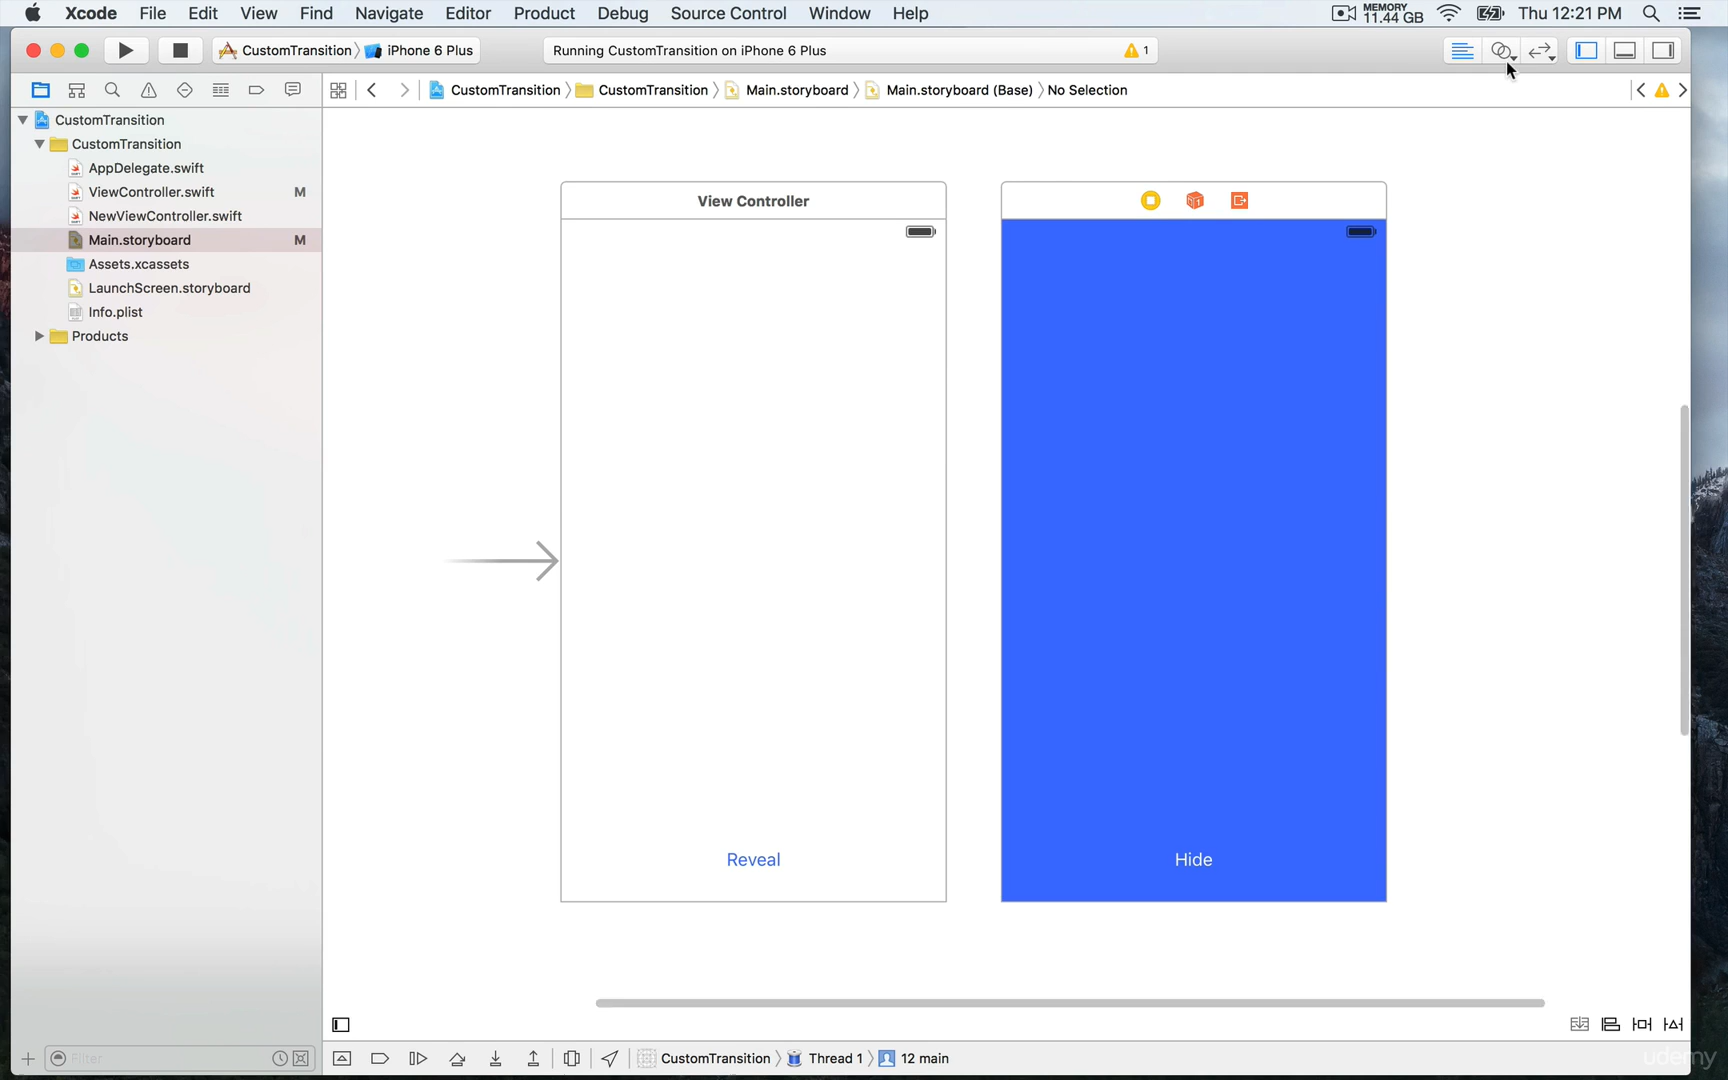 Xcode File Edit View Find Navigate Editor Product Debug Source Control Window Help MEMORY 11.44 GB Thu 12:21 PM
CustomTransition iPhone 6 Plus Running CustomTransition on iPhone 6 Plus 1
CustomTransition CustomTransition Main.storyboard Main.storyboard (Base) No Selection
CustomTransition
CustomTransition
AppDelegate.swift
ViewController.swift M
NewViewController.swift
Main.storyboard M
Assets.xcassets
LaunchScreen.storyboard
Info.plist
Products
View Controller
Reveal
Hide
Filter
CustomTransition Thread 1 12 main
udemy